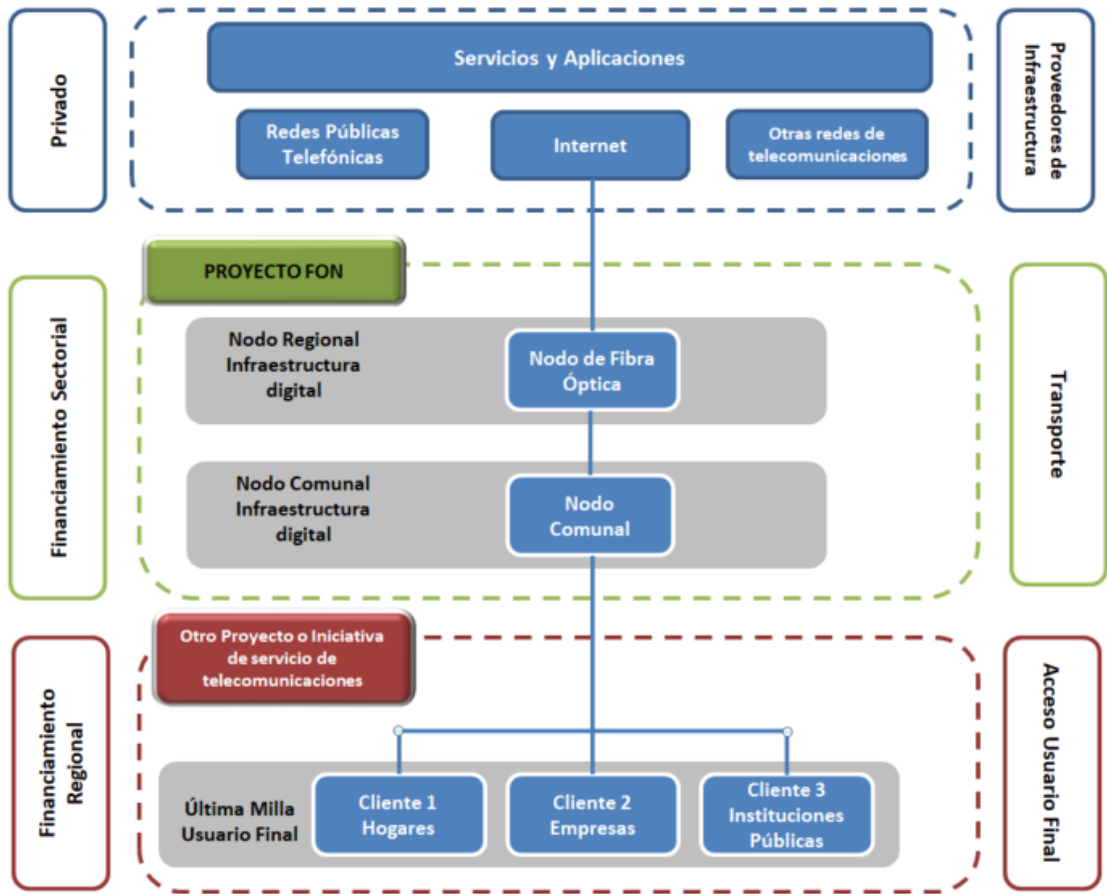 Privado
Servicios y Aplicaciones
Redes Públicas
Telefónicas
Internet
Otras redes de
telecomunicaciones
Proveedores de
Infraestructura
Financiamiento Sectorial
PROYECTO FON
Nodo Regional
Infraestructura
digital
Nodo de Fibra
Óptica
Nodo Comunal
Infraestructura
digital
Nodo
Comunal
Transporte
Financiamiento
Regional
Otro Proyecto o Iniciativa
de servicio de
telecomunicaciones
Última Milla
Usuario Final
Cliente 1
Hogares
Cliente 2
Empresas
Cliente 3
Instituciones
Públicas
Acceso Usuario Final